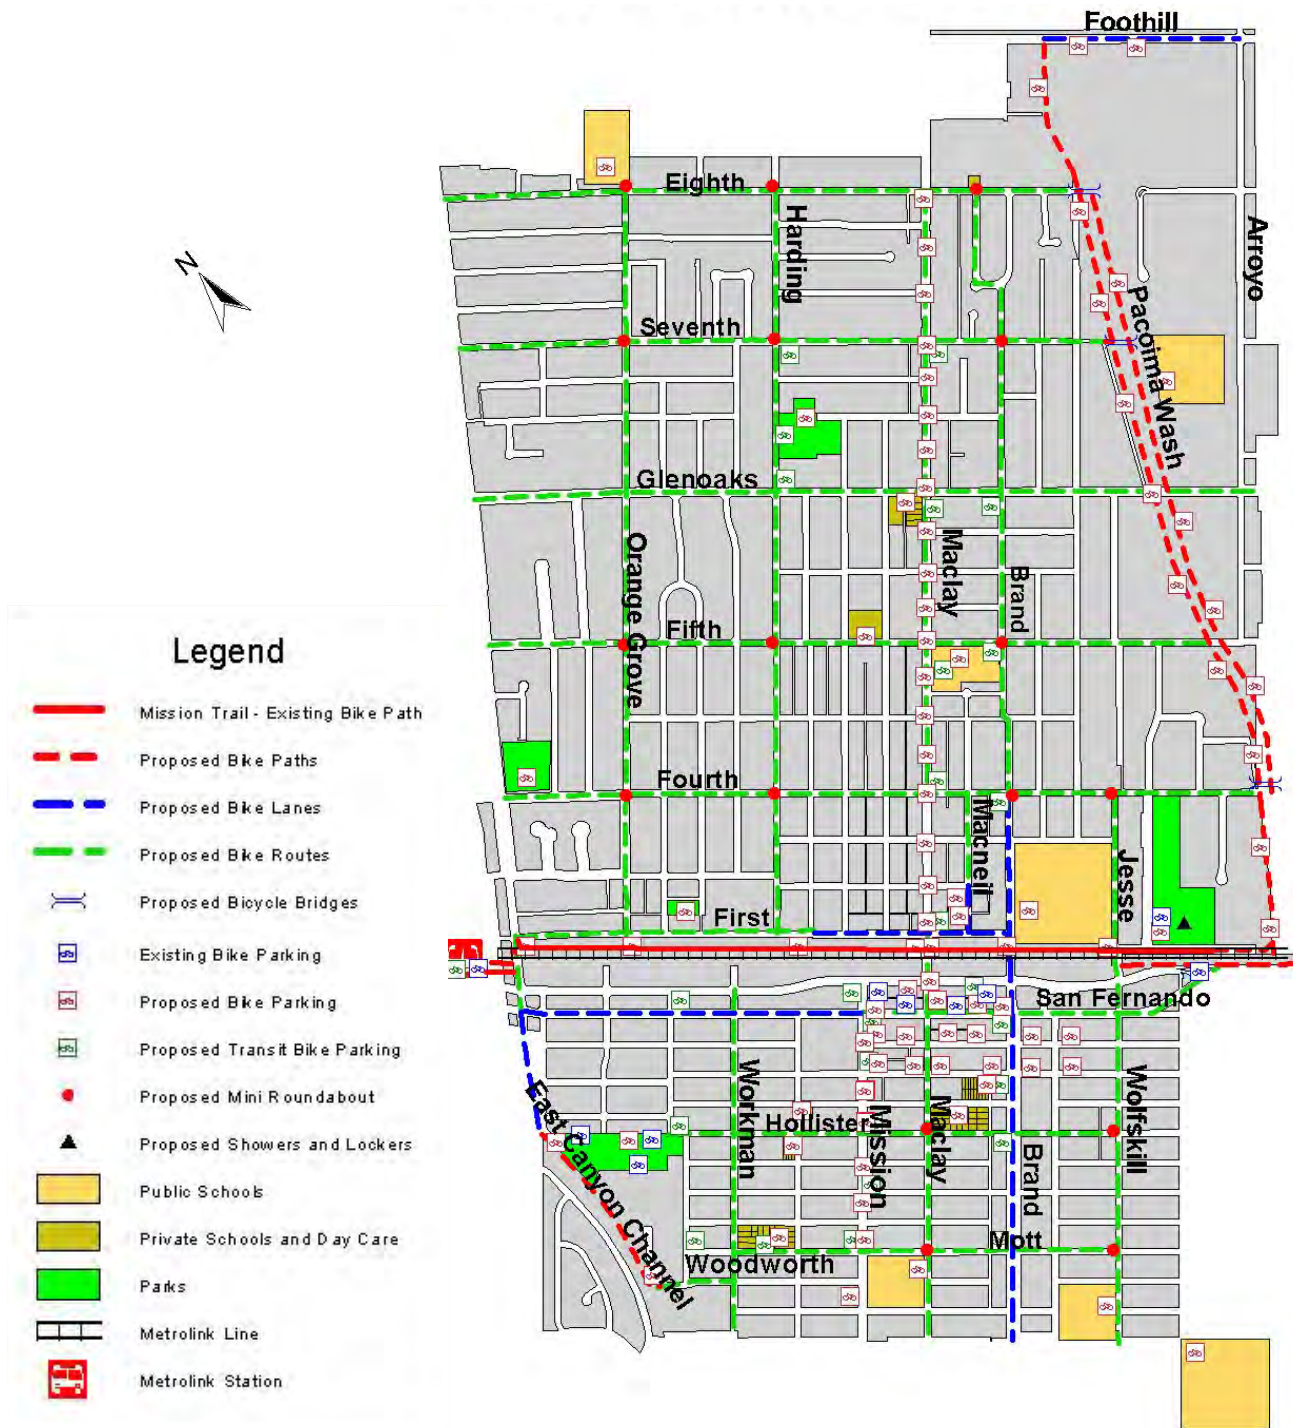 Foothill
Eighth
Harding
Arroyo
N
Pacoima Wash
Seventh
Glenoaks
Orange Grove
Maclay
Brand
Fifth
Legend
Mission Trail - Existing Bike Path
Proposed Bike Paths
Proposed Bike Lanes
Proposed Bike Routes
Proposed Bicycle Bridges
Existing Bike Parking
Proposed Bike Parking
Proposed Transit Bike Parking
Proposed Mini Roundabout
Proposed Showers and Lockers
Public Schools
Private Schools and Day Care
Parks
Metrolink Line
Metrolink Station
Fourth
Macneil
Jesse
First
San Fernando
East Canyon Channel
Workman
Hollister
Mission
Maclay
Brand
Wolfskill
Mott
Woodworth